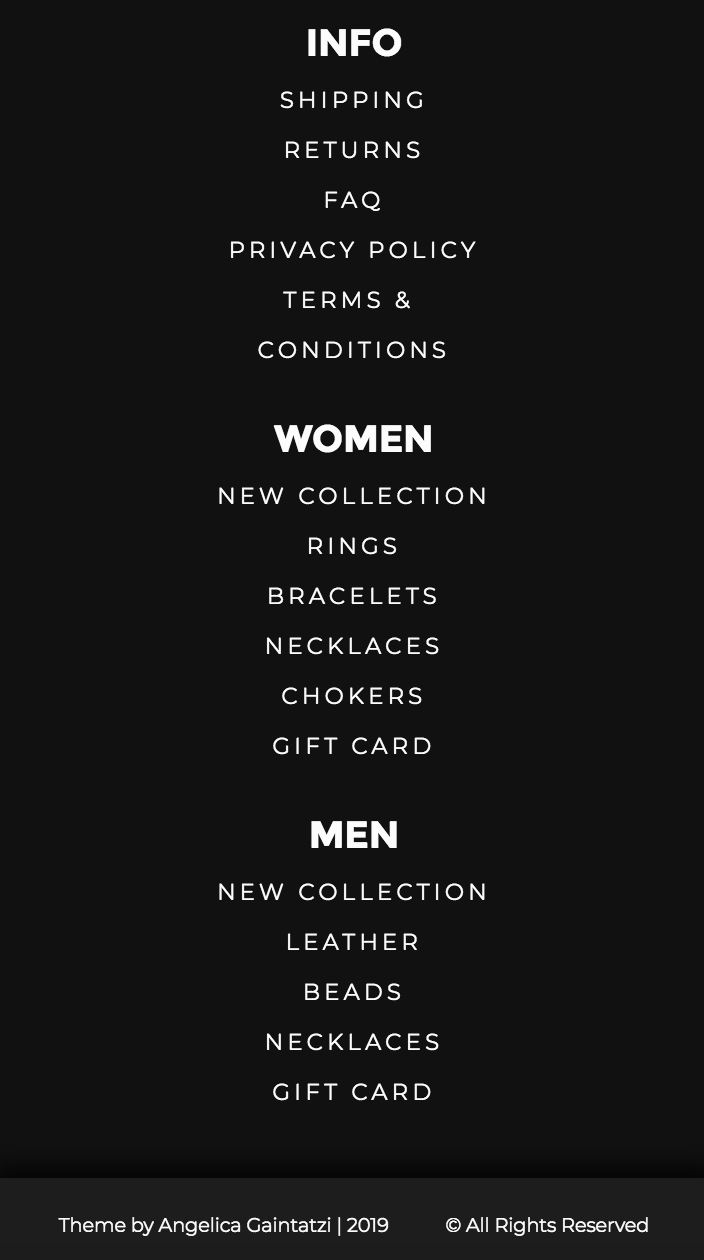 INFO
SHIPPING
RETURNS
FAQ
PRIVACY POLICY
TERMS &
CONDITIONS
WOMEN
NEW COLLECTION
RINGS
BRACELETS
NECKLACES
CHOKERS
GIFT CARD
MEN
NEW COLLECTION
LEATHER
BEADS
NECKLACES
GIFT CARD
Theme by Angelica Gaintatzi | 2019 © All Rights Reserved